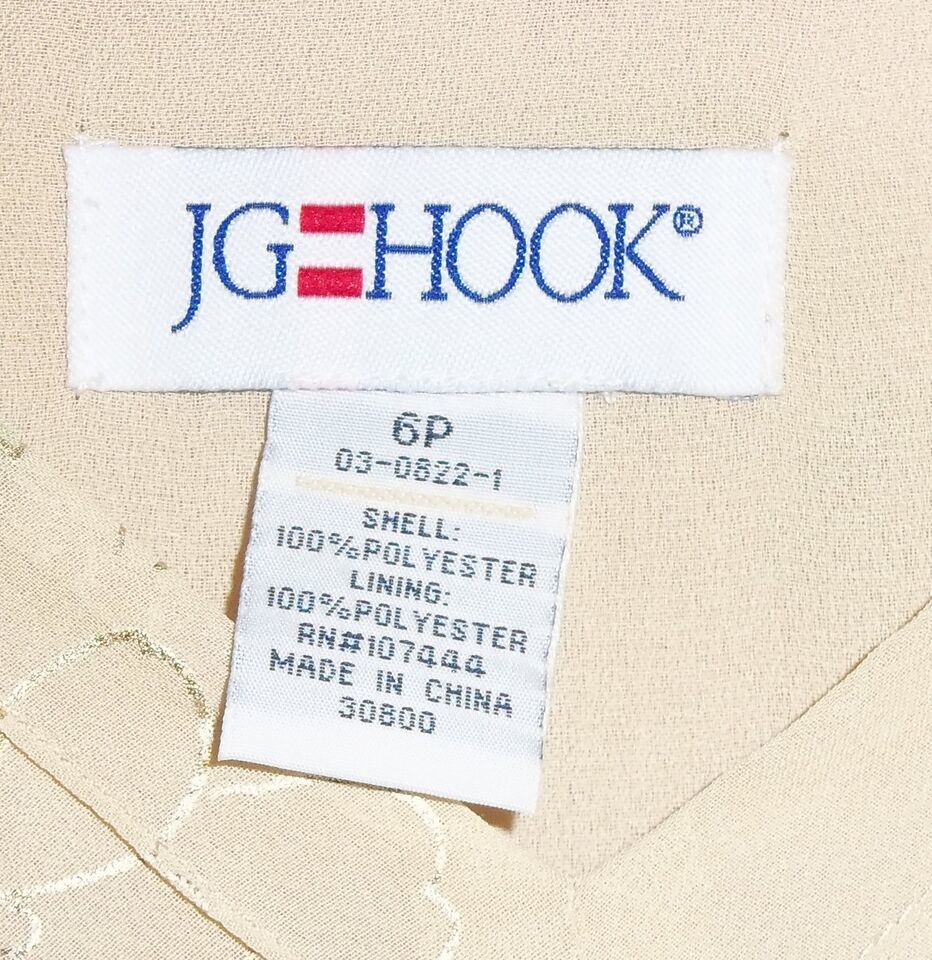 JG HOOK®
6P
03-0822-1
SHELL:
100%POLYESTER
LINING:
100%POLYESTER
RN#107444
MADE IN CHINA
30800